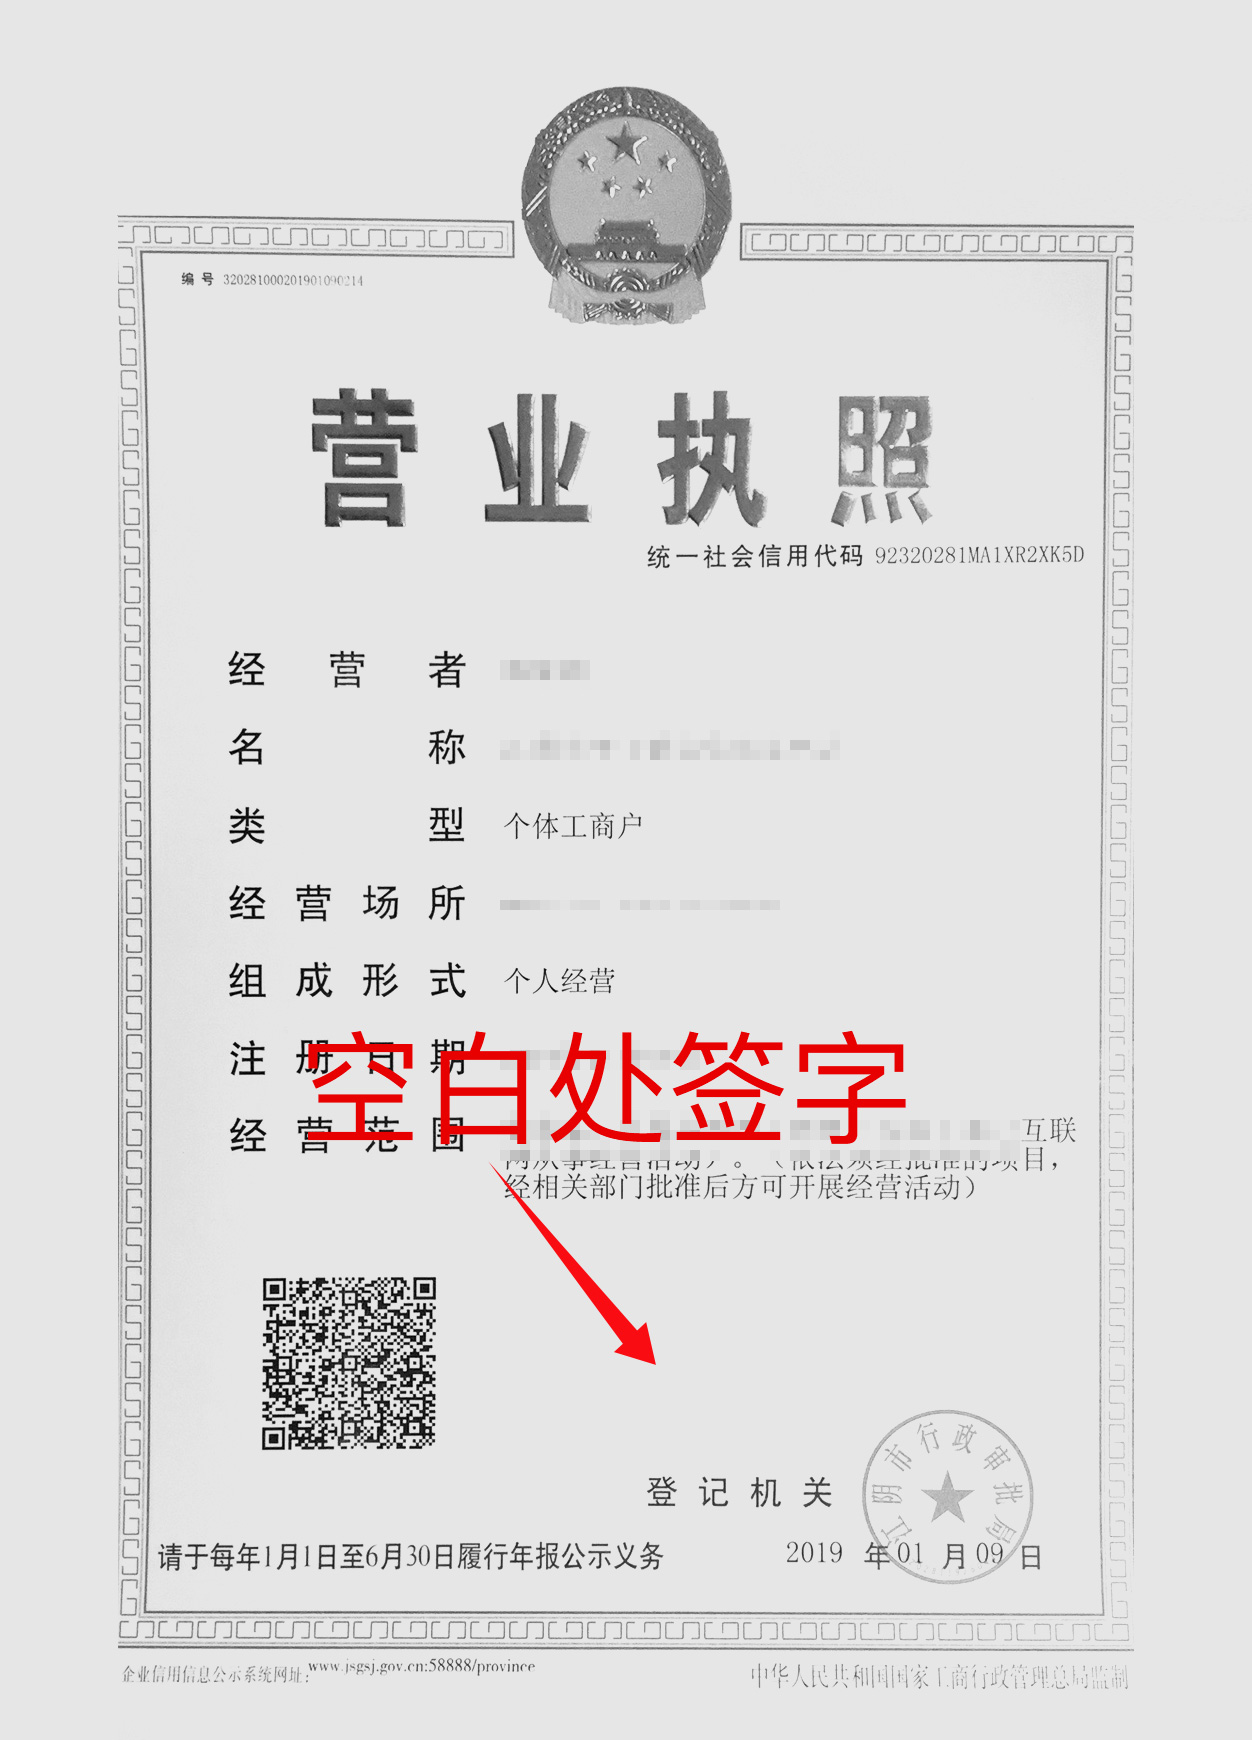 编号 320281000201901090214
营业执照
统一社会信用代码 92320281MA1XR2XK5D
经营者
名称
类型 个体工商户
经营场所
组成形式 个人经营
注册日期
空白处签字
经营范围 互联
网从事经营活动）。（依法须经批准的项目，
经相关部门批准后方可开展经营活动）
江阴市行政审批局
登记机关
请于每年1月1日至6月30日履行年报公示义务
2019 年 01 月 09 日
企业信用信息公示系统网址：www.jsgsj.gov.cn:58888/province
中华人民共和国国家工商行政管理总局监制